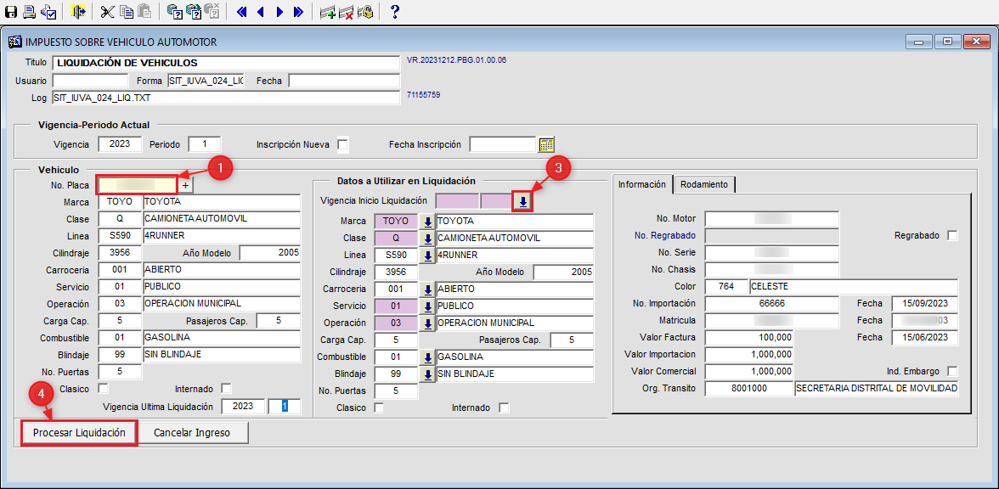 ?
IMPUESTO SOBRE VEHICULO AUTOMOTOR
Título LIQUIDACIÓN DE VEHICULOS VR.20231212.PBG.01.00.06
Usuario Forma SIT_IUVA_024_LIQ Fecha
Log SIT_IUVA_024_LIQ.TXT 71155759
Vigencia-Periodo Actual
Vigencia 2023 Periodo 1 Inscripción Nueva Fecha Inscripción
Vehiculo 1
No. Placa +
Marca TOYO TOYOTA
Clase Q CAMIONETA AUTOMOVIL
Linea S590 4RUNNER
Cilindraje 3956 Año Modelo 2005
Carroceria 001 ABIERTO
Servicio 01 PUBLICO
Operación 03 OPERACION MUNICIPAL
Carga Cap. 5 Pasajeros Cap. 5
Combustible 01 GASOLINA
Blindaje 99 SIN BLINDAJE
No. Puertas 5
Clasico Internado
4
Vigencia Ultima Liquidación 2023 1
Datos a Utilizar en Liquidación 3
Vigencia Inicio Liquidación
Marca TOYO TOYOTA
Clase Q CAMIONETA AUTOMOVIL
Linea S590 4RUNNER
Cilindraje 3956 Año Modelo 2005
Carroceria 001 ABIERTO
Servicio 01 PUBLICO
Operación 03 OPERACION MUNICIPAL
Carga Cap. 5 Pasajeros Cap. 5
Combustible 01 GASOLINA
Blindaje 99 SIN BLINDAJE
No. Puertas 5
Clasico Internado
Información Rodamiento
No. Motor
No. Regrabado Regrabado
No. Serie
No. Chasis
Color 764 CELESTE
No. Importación 66666 Fecha 15/09/2023
Matricula Fecha 003
Valor Factura 100,000 Fecha 15/06/2023
Valor Importacion 1,000,000
Valor Comercial 1,000,000 Ind. Embargo
Org. Transito 8001000 SECRETARIA DISTRITAL DE MOVILIDAD
Procesar Liquidación Cancelar Ingreso